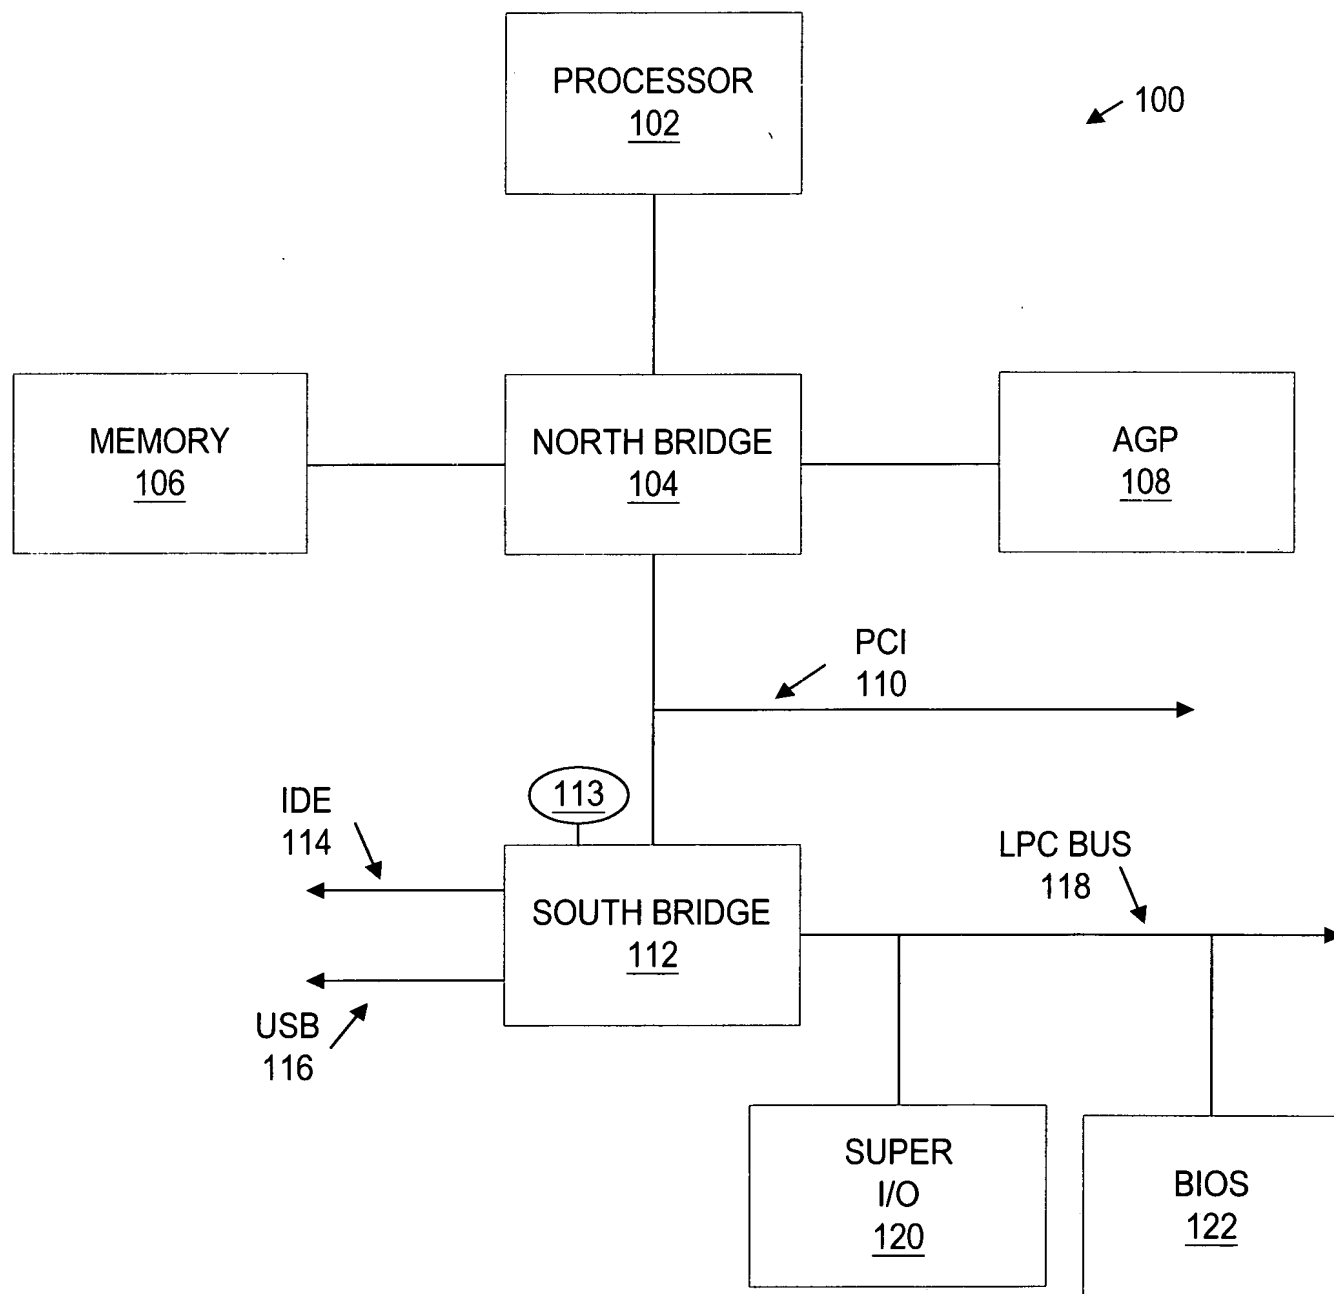 PROCESSOR
102
100
MEMORY
106
NORTH BRIDGE
104
AGP
108
PCI
110
113
IDE
114
SOUTH BRIDGE
112
LPC BUS
118
USB
116
SUPER
I/O
120
BIOS
122